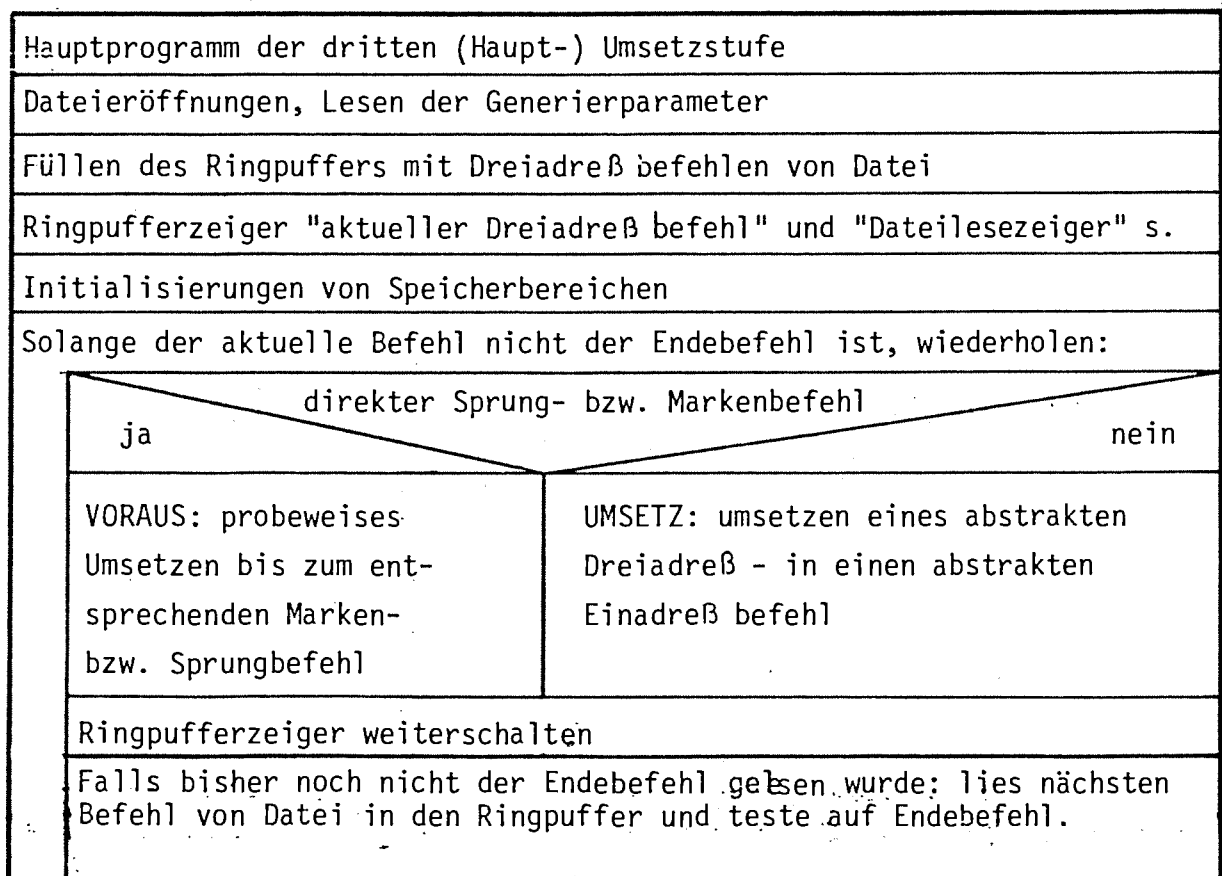 Hauptprogramm der dritten (Haupt-) Umsetzstufe
Dateieröffnungen, Lesen der Generierparameter
Füllen des Ringpuffers mit Dreiadreß befehlen von Datei
Ringpufferzeiger "aktueller Dreiadreß befehl" und "Dateilesezeiger" s.
Initialisierungen von Speicherbereichen
Solange der aktuelle Befehl nicht der Endebefehl ist, wiederholen:
direkter Sprung- bzw. Markenbefehl
ja
nein
VORAUS: probeweises
Umsetzen bis zum ent-
sprechenden Marken-
bzw. Sprungbefehl
UMSETZ: umsetzen eines abstrakten
Dreiadreß - in einen abstrakten
Einadreß befehl
Ringpufferzeiger weiterschalten
Falls bisher noch nicht der Endebefehl gelesen wurde: lies nächsten
Befehl von Datei in den Ringpuffer und teste auf Endebefehl.